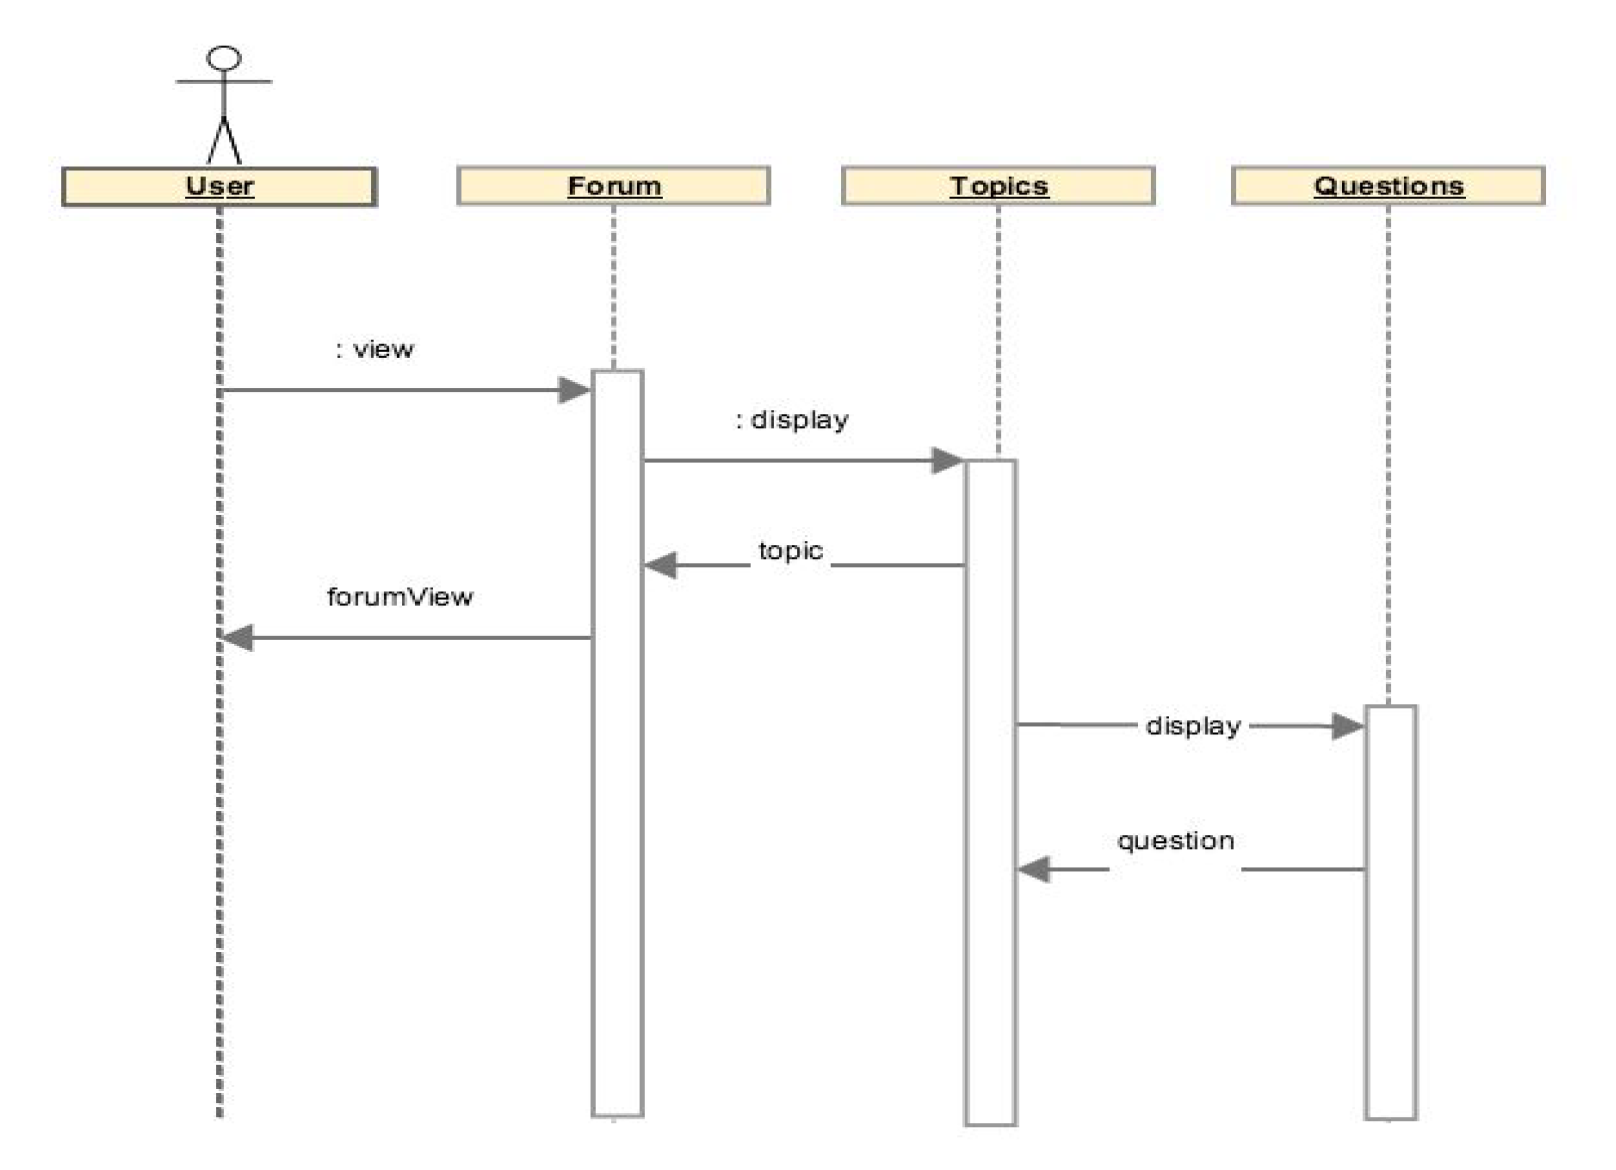 User
Forum
Topics
Questions
: view
: display
topic
forumView
display
question